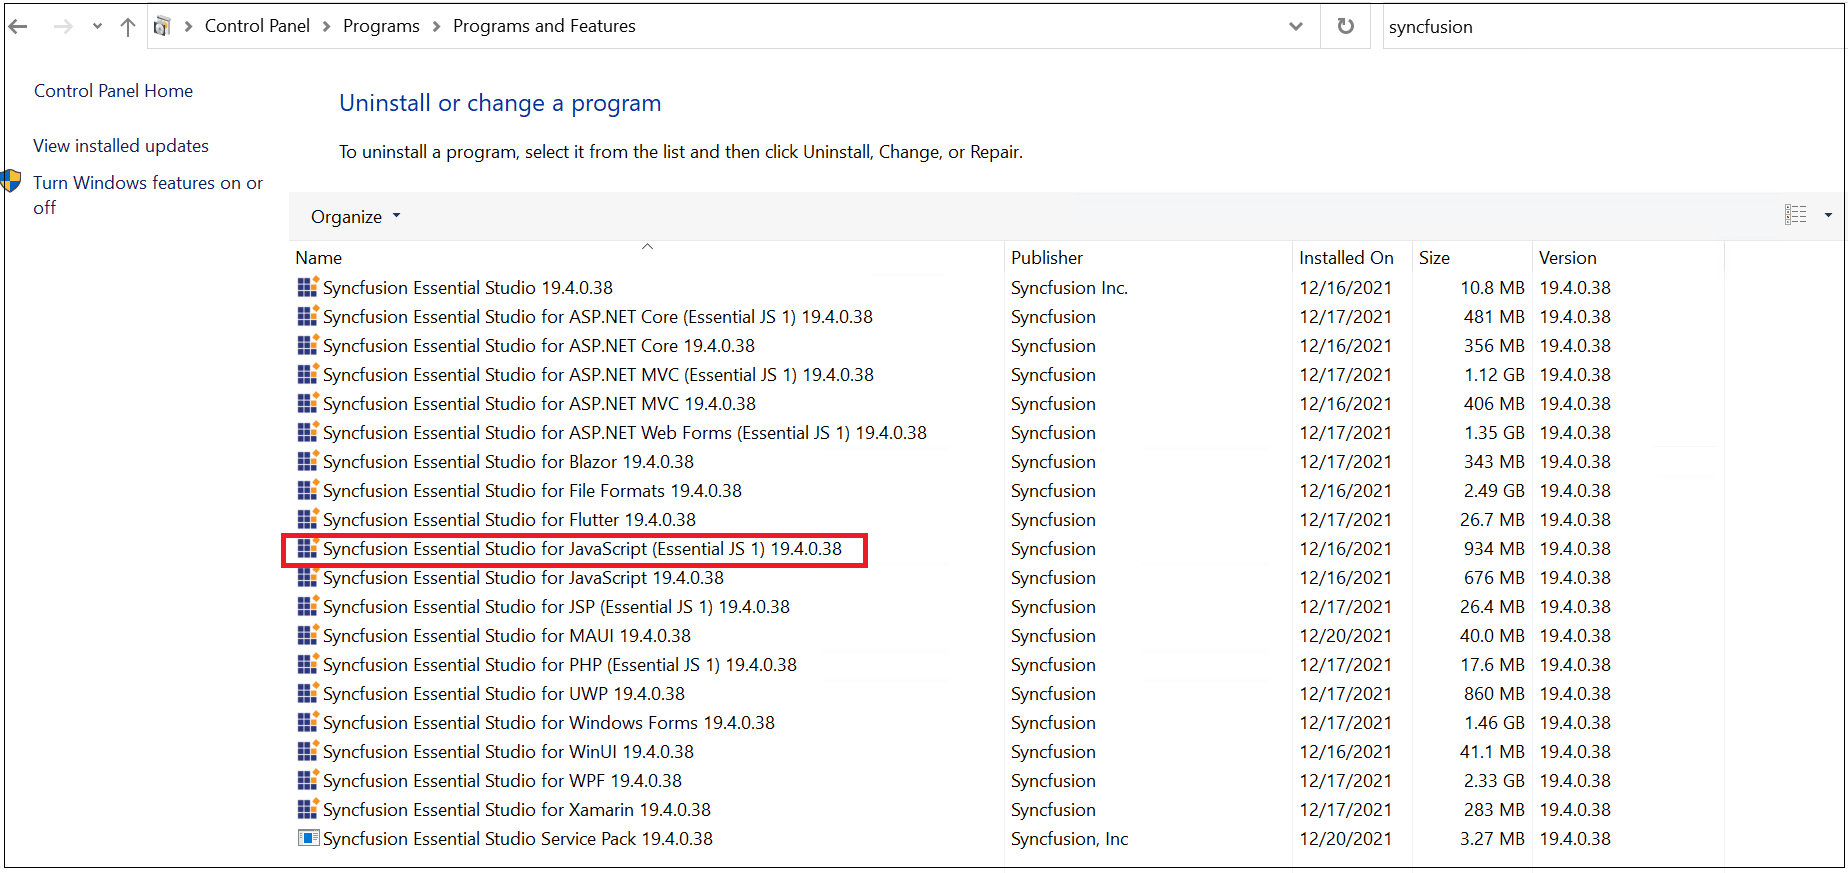 Control Panel Programs Programs and Features
syncfusion
Control Panel Home
View installed updates
Turn Windows features on or
off
Uninstall or change a program
To uninstall a program, select it from the list and then click Uninstall, Change, or Repair.
Organize
Name Publisher Installed On Size Version
Syncfusion Essential Studio 19.4.0.38 Syncfusion Inc. 12/16/2021 10.8 MB 19.4.0.38
Syncfusion Essential Studio for ASP.NET Core (Essential JS 1) 19.4.0.38 Syncfusion 12/17/2021 481 MB 19.4.0.38
Syncfusion Essential Studio for ASP.NET Core 19.4.0.38 Syncfusion 12/16/2021 356 MB 19.4.0.38
Syncfusion Essential Studio for ASP.NET MVC (Essential JS 1) 19.4.0.38 Syncfusion 12/17/2021 1.12 GB 19.4.0.38
Syncfusion Essential Studio for ASP.NET MVC 19.4.0.38 Syncfusion 12/16/2021 406 MB 19.4.0.38
Syncfusion Essential Studio for ASP.NET Web Forms (Essential JS 1) 19.4.0.38 Syncfusion 12/17/2021 1.35 GB 19.4.0.38
Syncfusion Essential Studio for Blazor 19.4.0.38 Syncfusion 12/16/2021 343 MB 19.4.0.38
Syncfusion Essential Studio for File Formats 19.4.0.38 Syncfusion 12/16/2021 2.49 GB 19.4.0.38
Syncfusion Essential Studio for Flutter 19.4.0.38 Syncfusion 12/17/2021 26.7 MB 19.4.0.38
Syncfusion Essential Studio for JavaScript (Essential JS 1) 19.4.0.38 Syncfusion 12/16/2021 934 MB 19.4.0.38
Syncfusion Essential Studio for JavaScript 19.4.0.38 Syncfusion 12/16/2021 676 MB 19.4.0.38
Syncfusion Essential Studio for JSP (Essential JS 1) 19.4.0.38 Syncfusion 12/17/2021 26.4 MB 19.4.0.38
Syncfusion Essential Studio for MAUI 19.4.0.38 Syncfusion 12/20/2021 40.0 MB 19.4.0.38
Syncfusion Essential Studio for PHP (Essential JS 1) 19.4.0.38 Syncfusion 12/17/2021 17.6 MB 19.4.0.38
Syncfusion Essential Studio for UWP 19.4.0.38 Syncfusion 12/17/2021 860 MB 19.4.0.38
Syncfusion Essential Studio for Windows Forms 19.4.0.38 Syncfusion 12/17/2021 1.46 GB 19.4.0.38
Syncfusion Essential Studio for WinUI 19.4.0.38 Syncfusion 12/16/2021 41.1 MB 19.4.0.38
Syncfusion Essential Studio for WPF 19.4.0.38 Syncfusion 12/17/2021 2.33 GB 19.4.0.38
Syncfusion Essential Studio for Xamarin 19.4.0.38 Syncfusion 12/17/2021 283 MB 19.4.0.38
Syncfusion Essential Studio Service Pack 19.4.0.38 Syncfusion, Inc 12/20/2021 3.27 MB 19.4.0.38